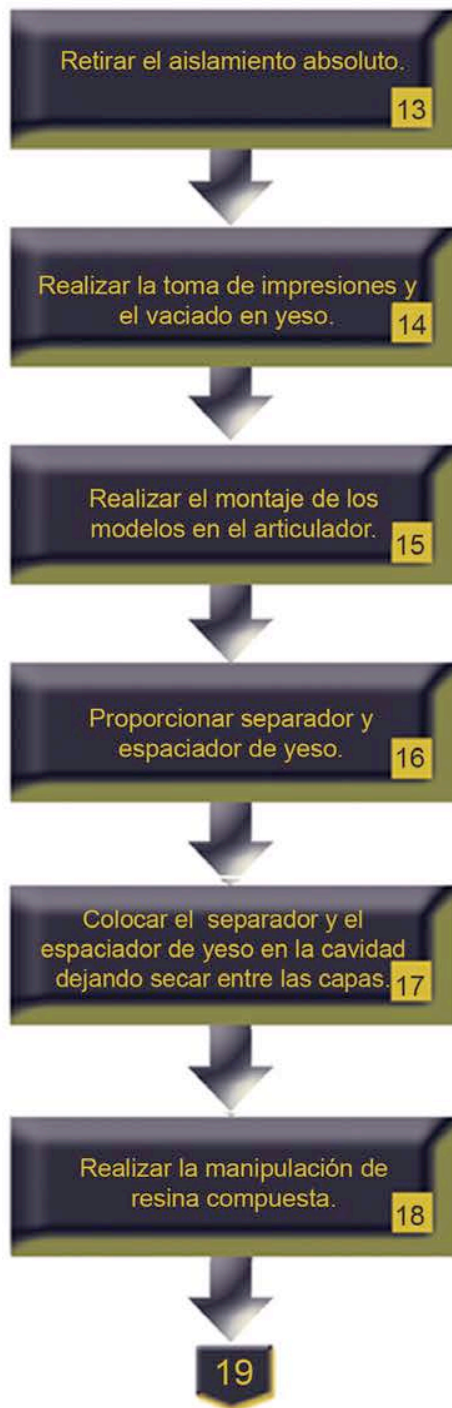 Retirar el aislamiento absoluto.
13
Realizar la toma de impresiones y
el vaciado en yeso.
14
Realizar el montaje de los
modelos en el articulador.
15
Proporcionar separador y
espaciador de yeso.
16
Colocar el separador y el
espaciador de yeso en la cavidad
dejando secar entre las capas.
17
Realizar la manipulación de
resina compuesta.
18
19